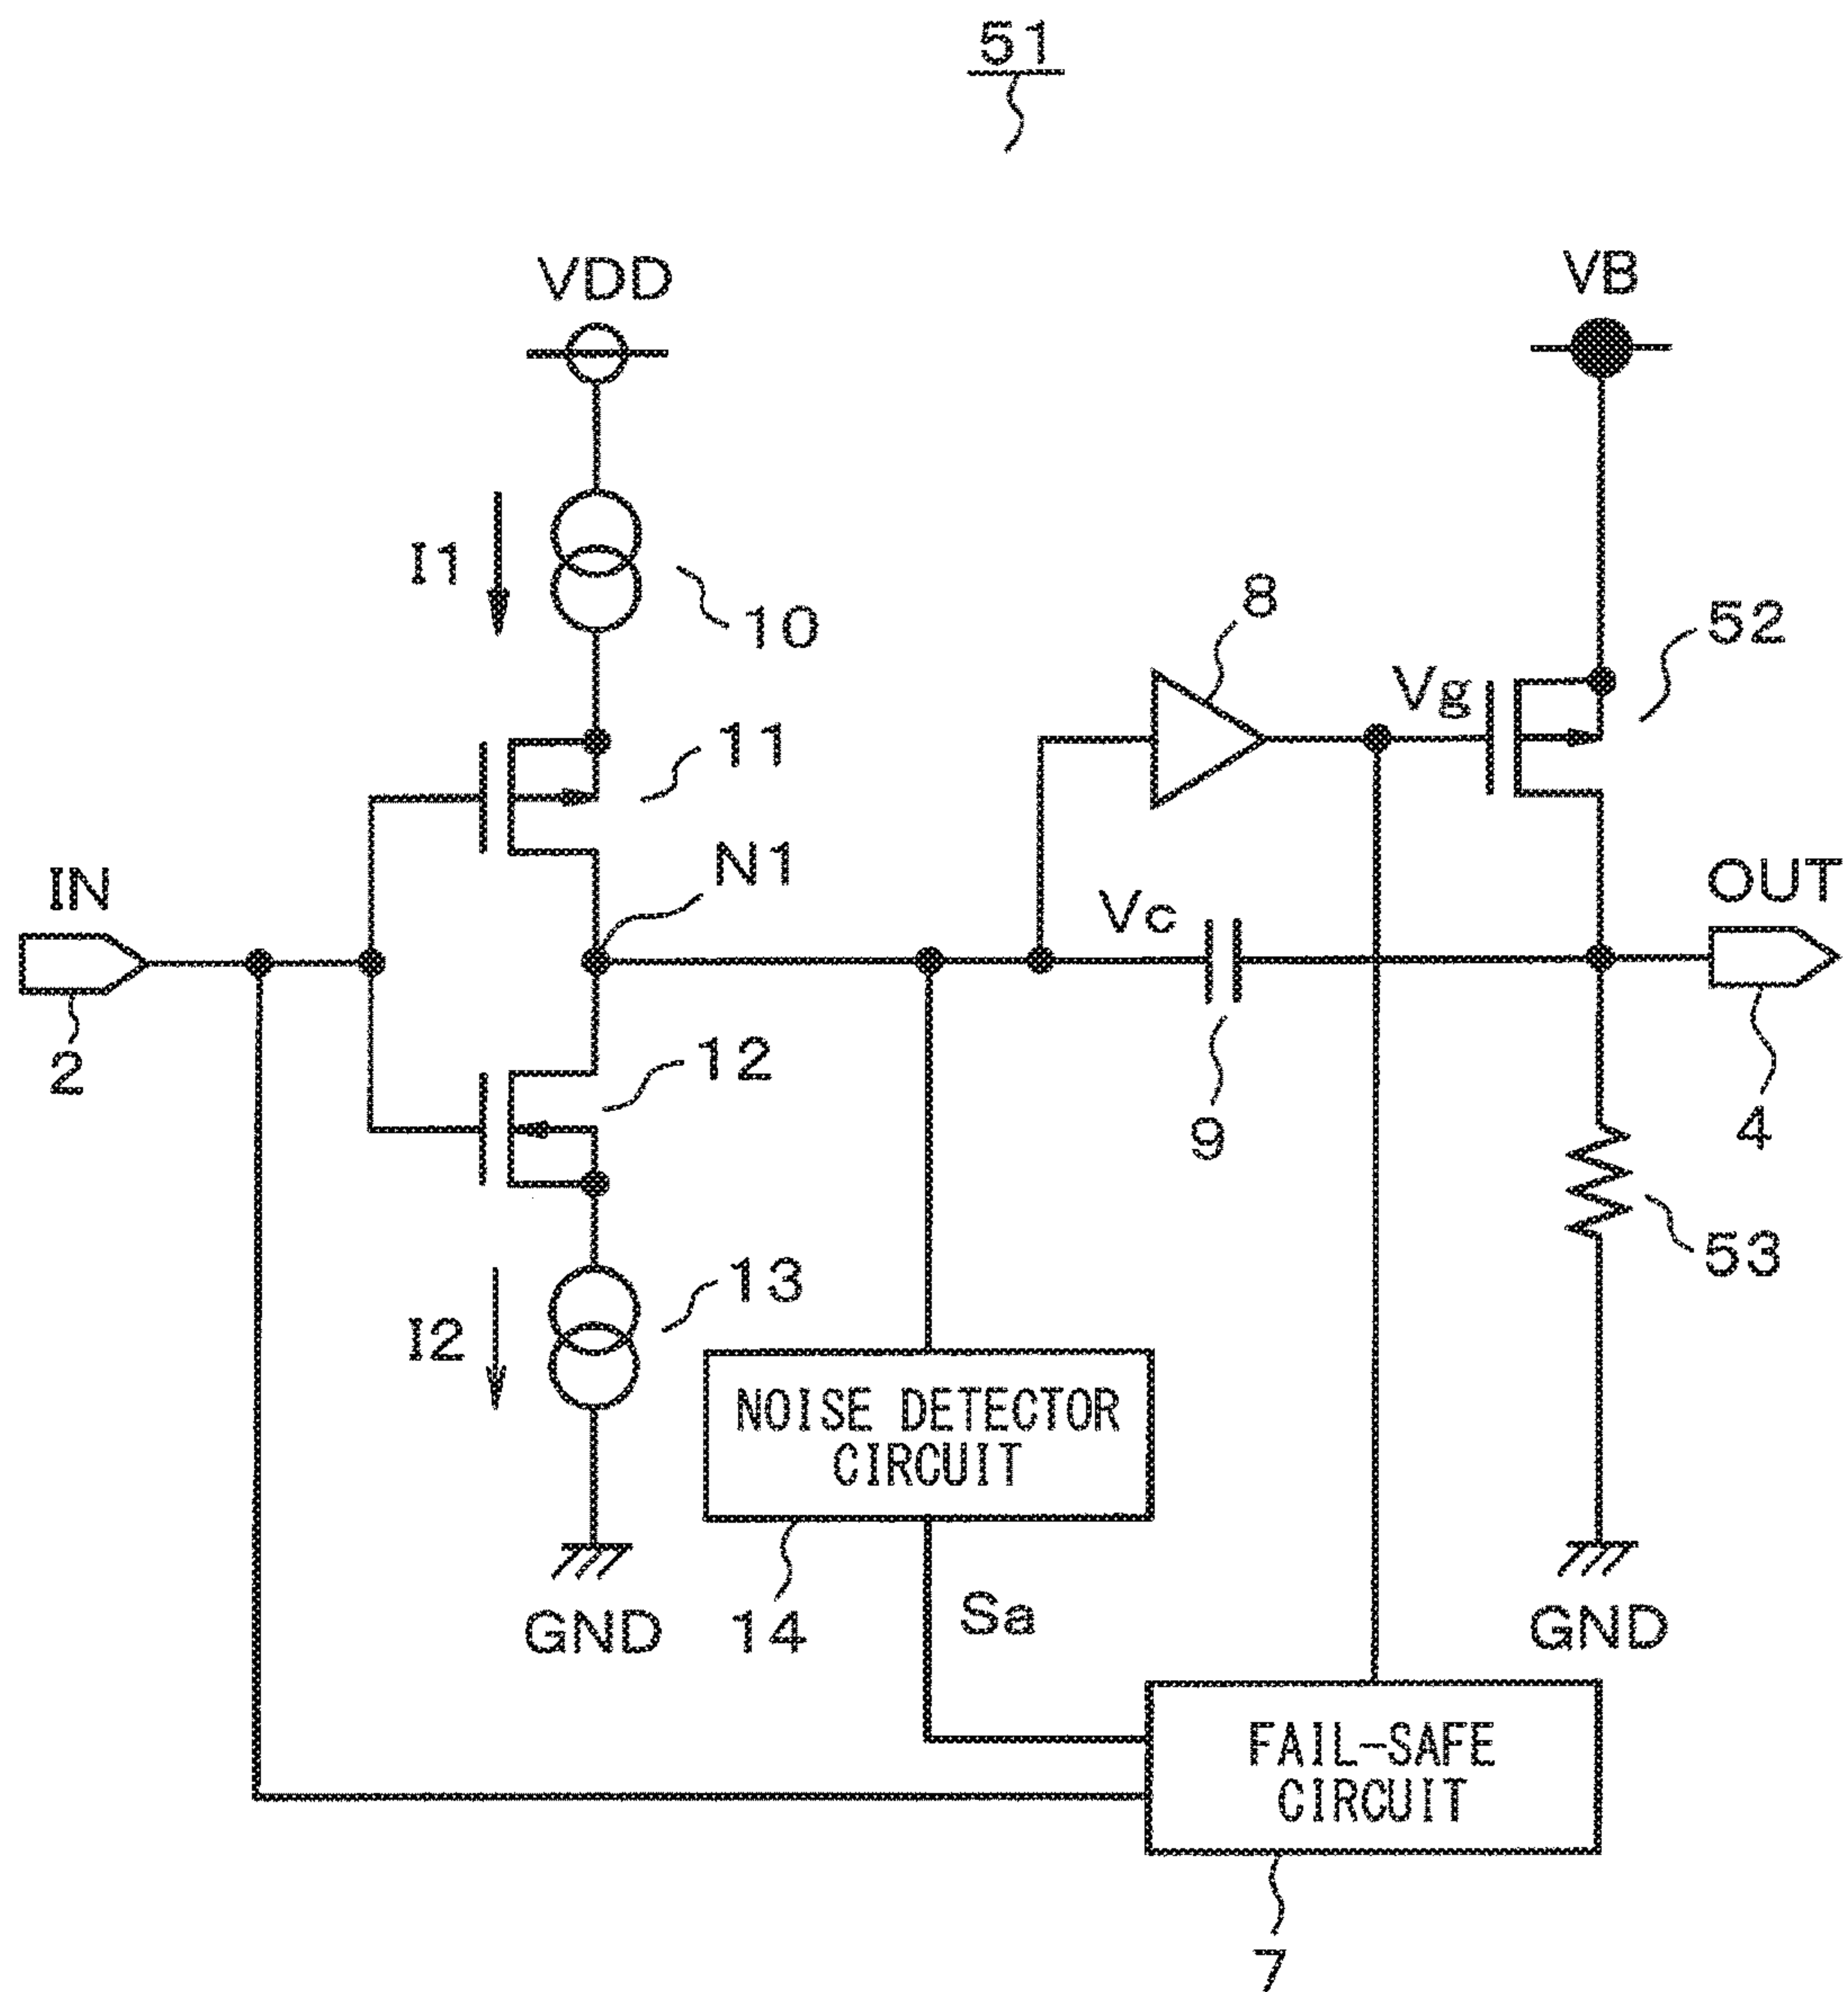 51
VDD
VB
I1
10
8
52
Vg
11
N1
IN
Vc
OUT
2
12
9
4
13
53
I2
NOISE DETECTOR
CIRCUIT
GND
14
Sa
GND
FAIL-SAFE
CIRCUIT
7